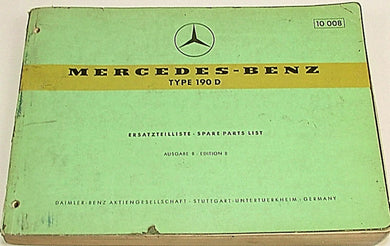 10 008
MERCEDES-BENZ
TYPE 190 D
ERSATZTEILLISTE · SPARE PARTS LIST
AUSGABE B · EDITION B
DAIMLER-BENZ AKTIENGESELLSCHAFT · STUTTGART-UNTERTUERKHEIM · GERMANY